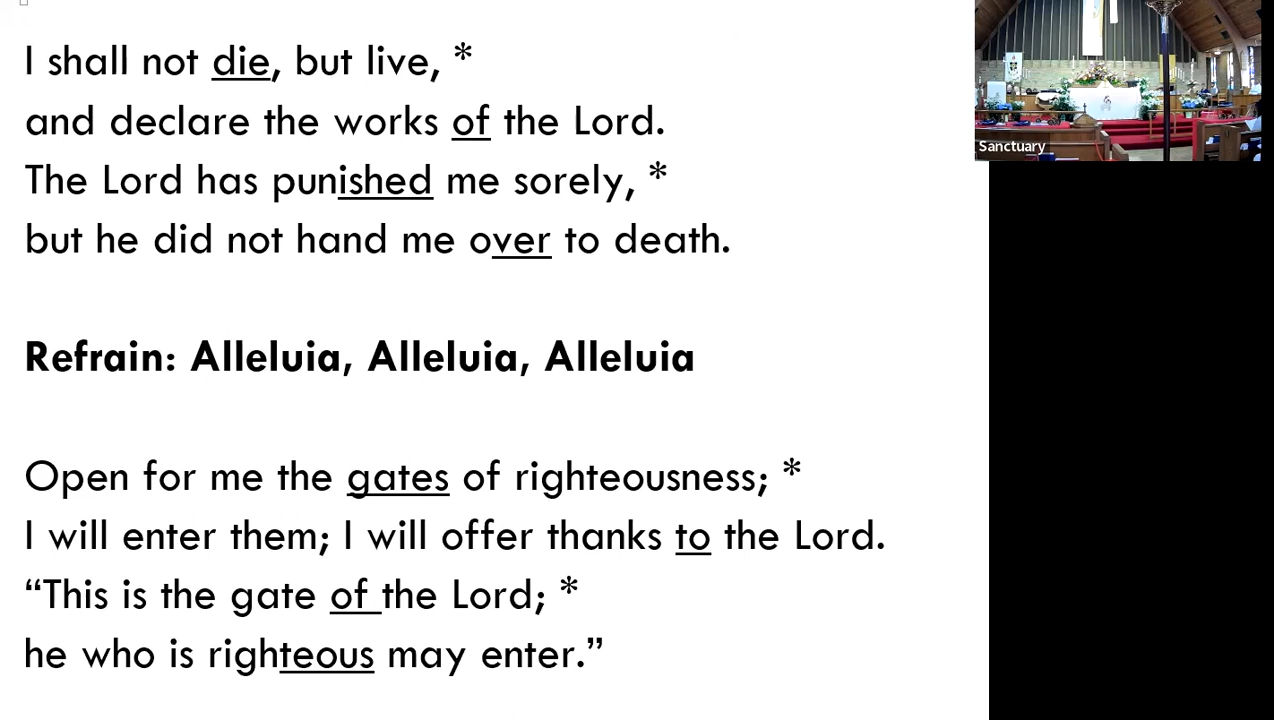 I shall not die, but live, *
and declare the works of the Lord.
The Lord has punished me sorely, *
but he did not hand me over to death.
Refrain: Alleluia, Alleluia, Alleluia
Open for me the gates of righteousness; *
I will enter them; I will offer thanks to the Lord.
“This is the gate of the Lord; *
he who is righteous may enter.”
Sanctuary